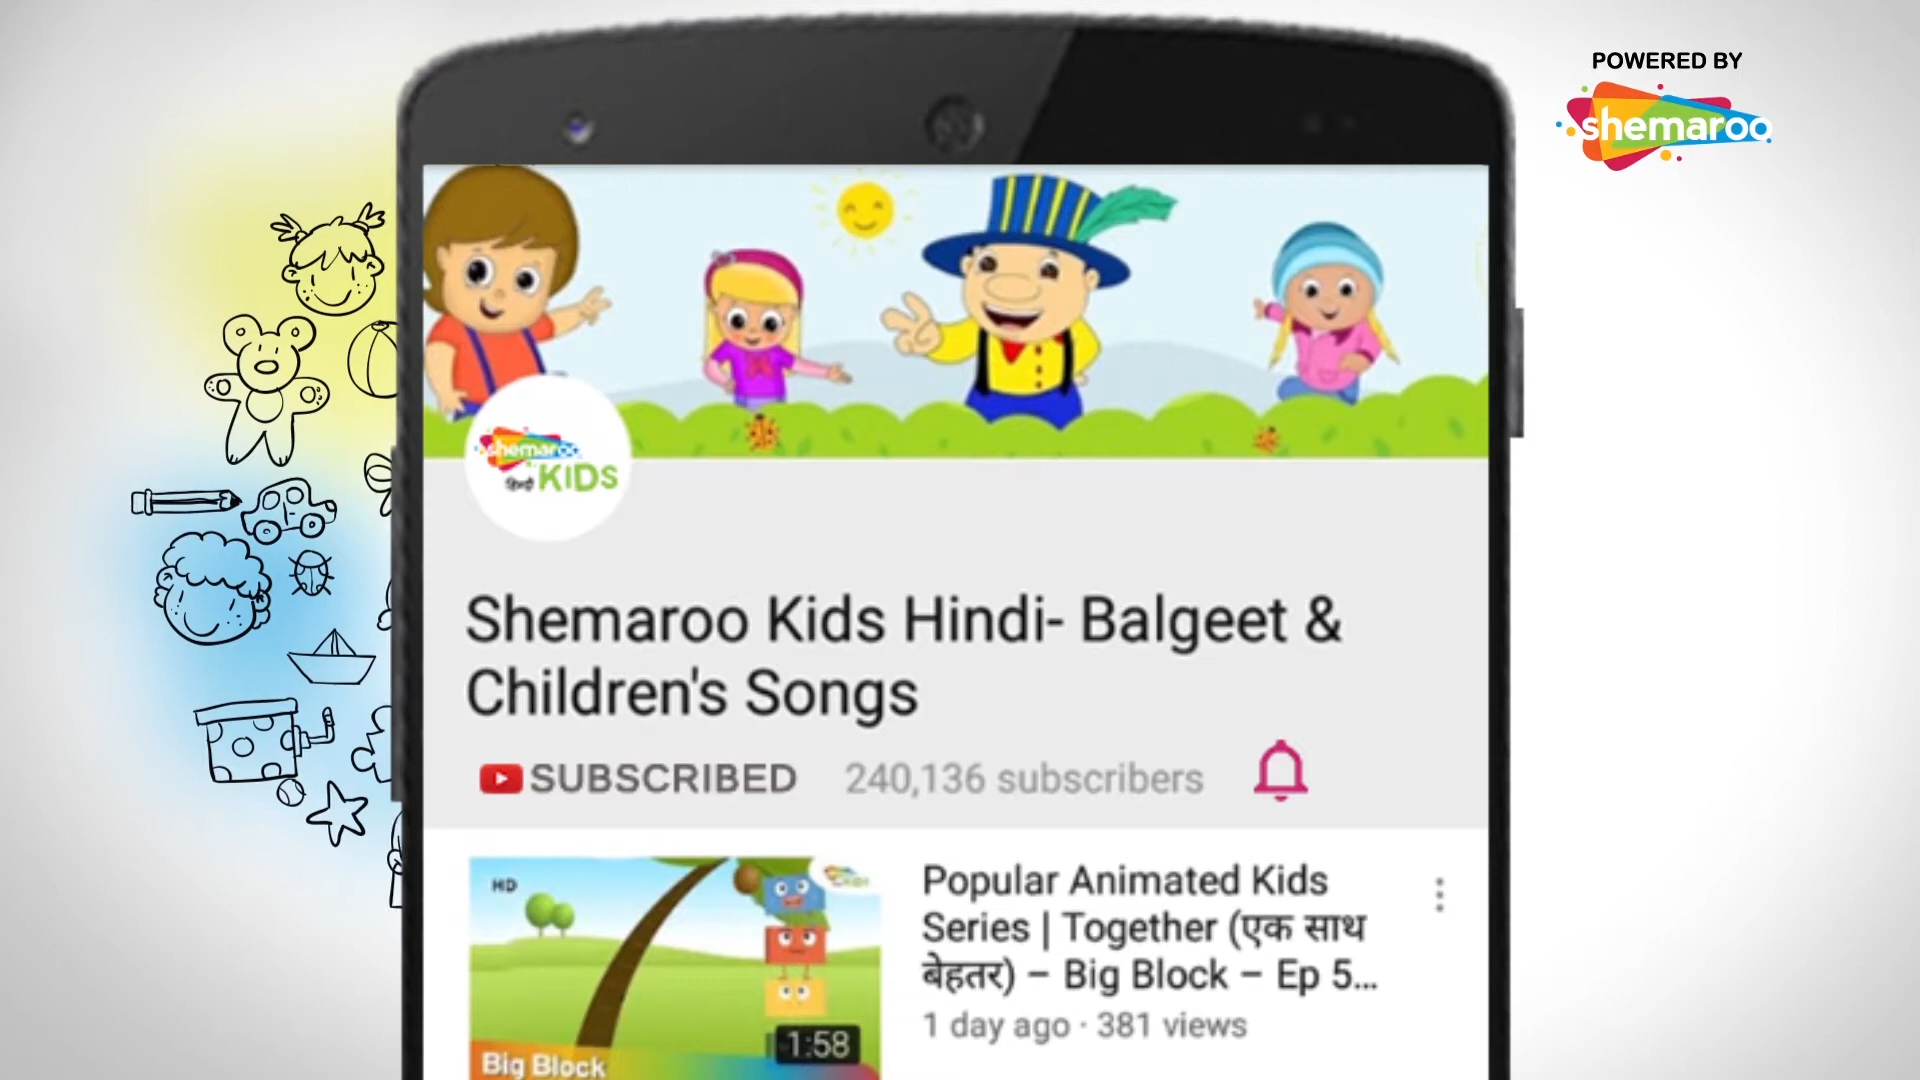 POWERED BY
shemaroo
shemaroo
हिन्दी KIDS
Shemaroo Kids Hindi- Balgeet &
Children's Songs
SUBSCRIBED 240,136 subscribers
HD
Popular Animated Kids
Series | Together (एक साथ
बेहतर) – Big Block – Ep 5...
1 day ago · 381 views
1:58
Big Block